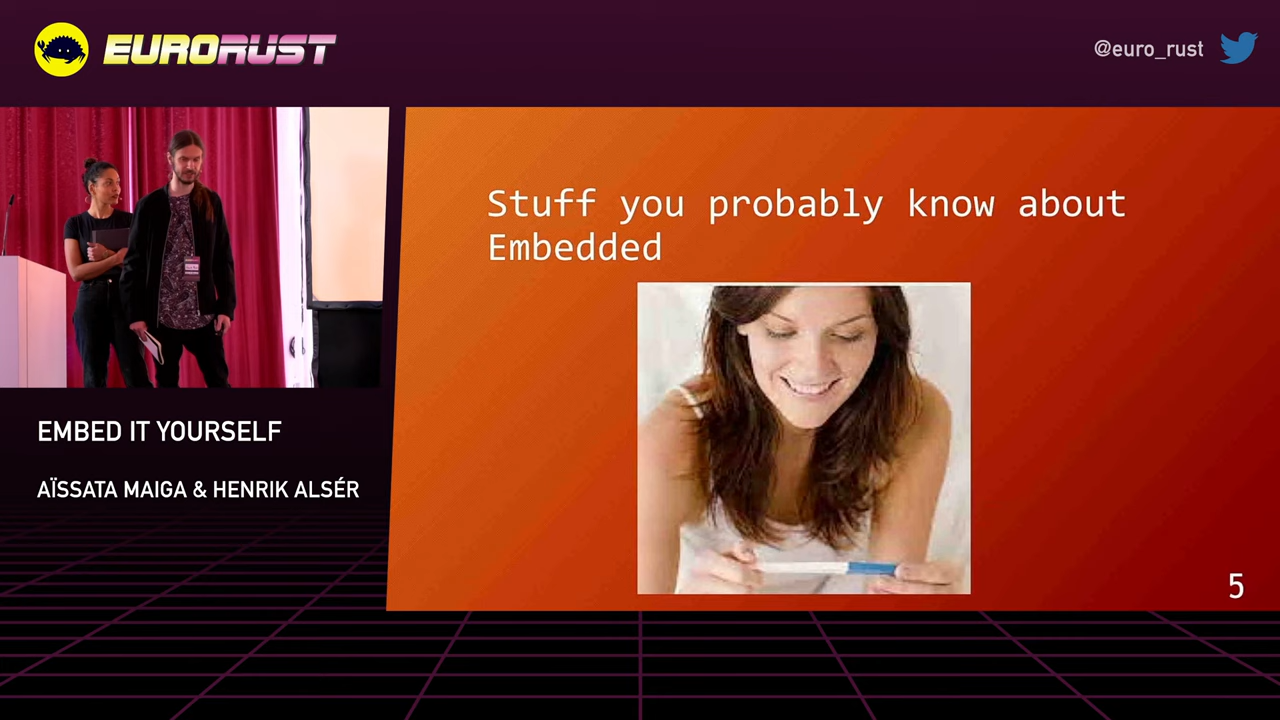 EURORUST
@euro_rust
Stuff you probably know about
Embedded
EMBED IT YOURSELF
AÏSSATA MAIGA & HENRIK ALSÉR
5